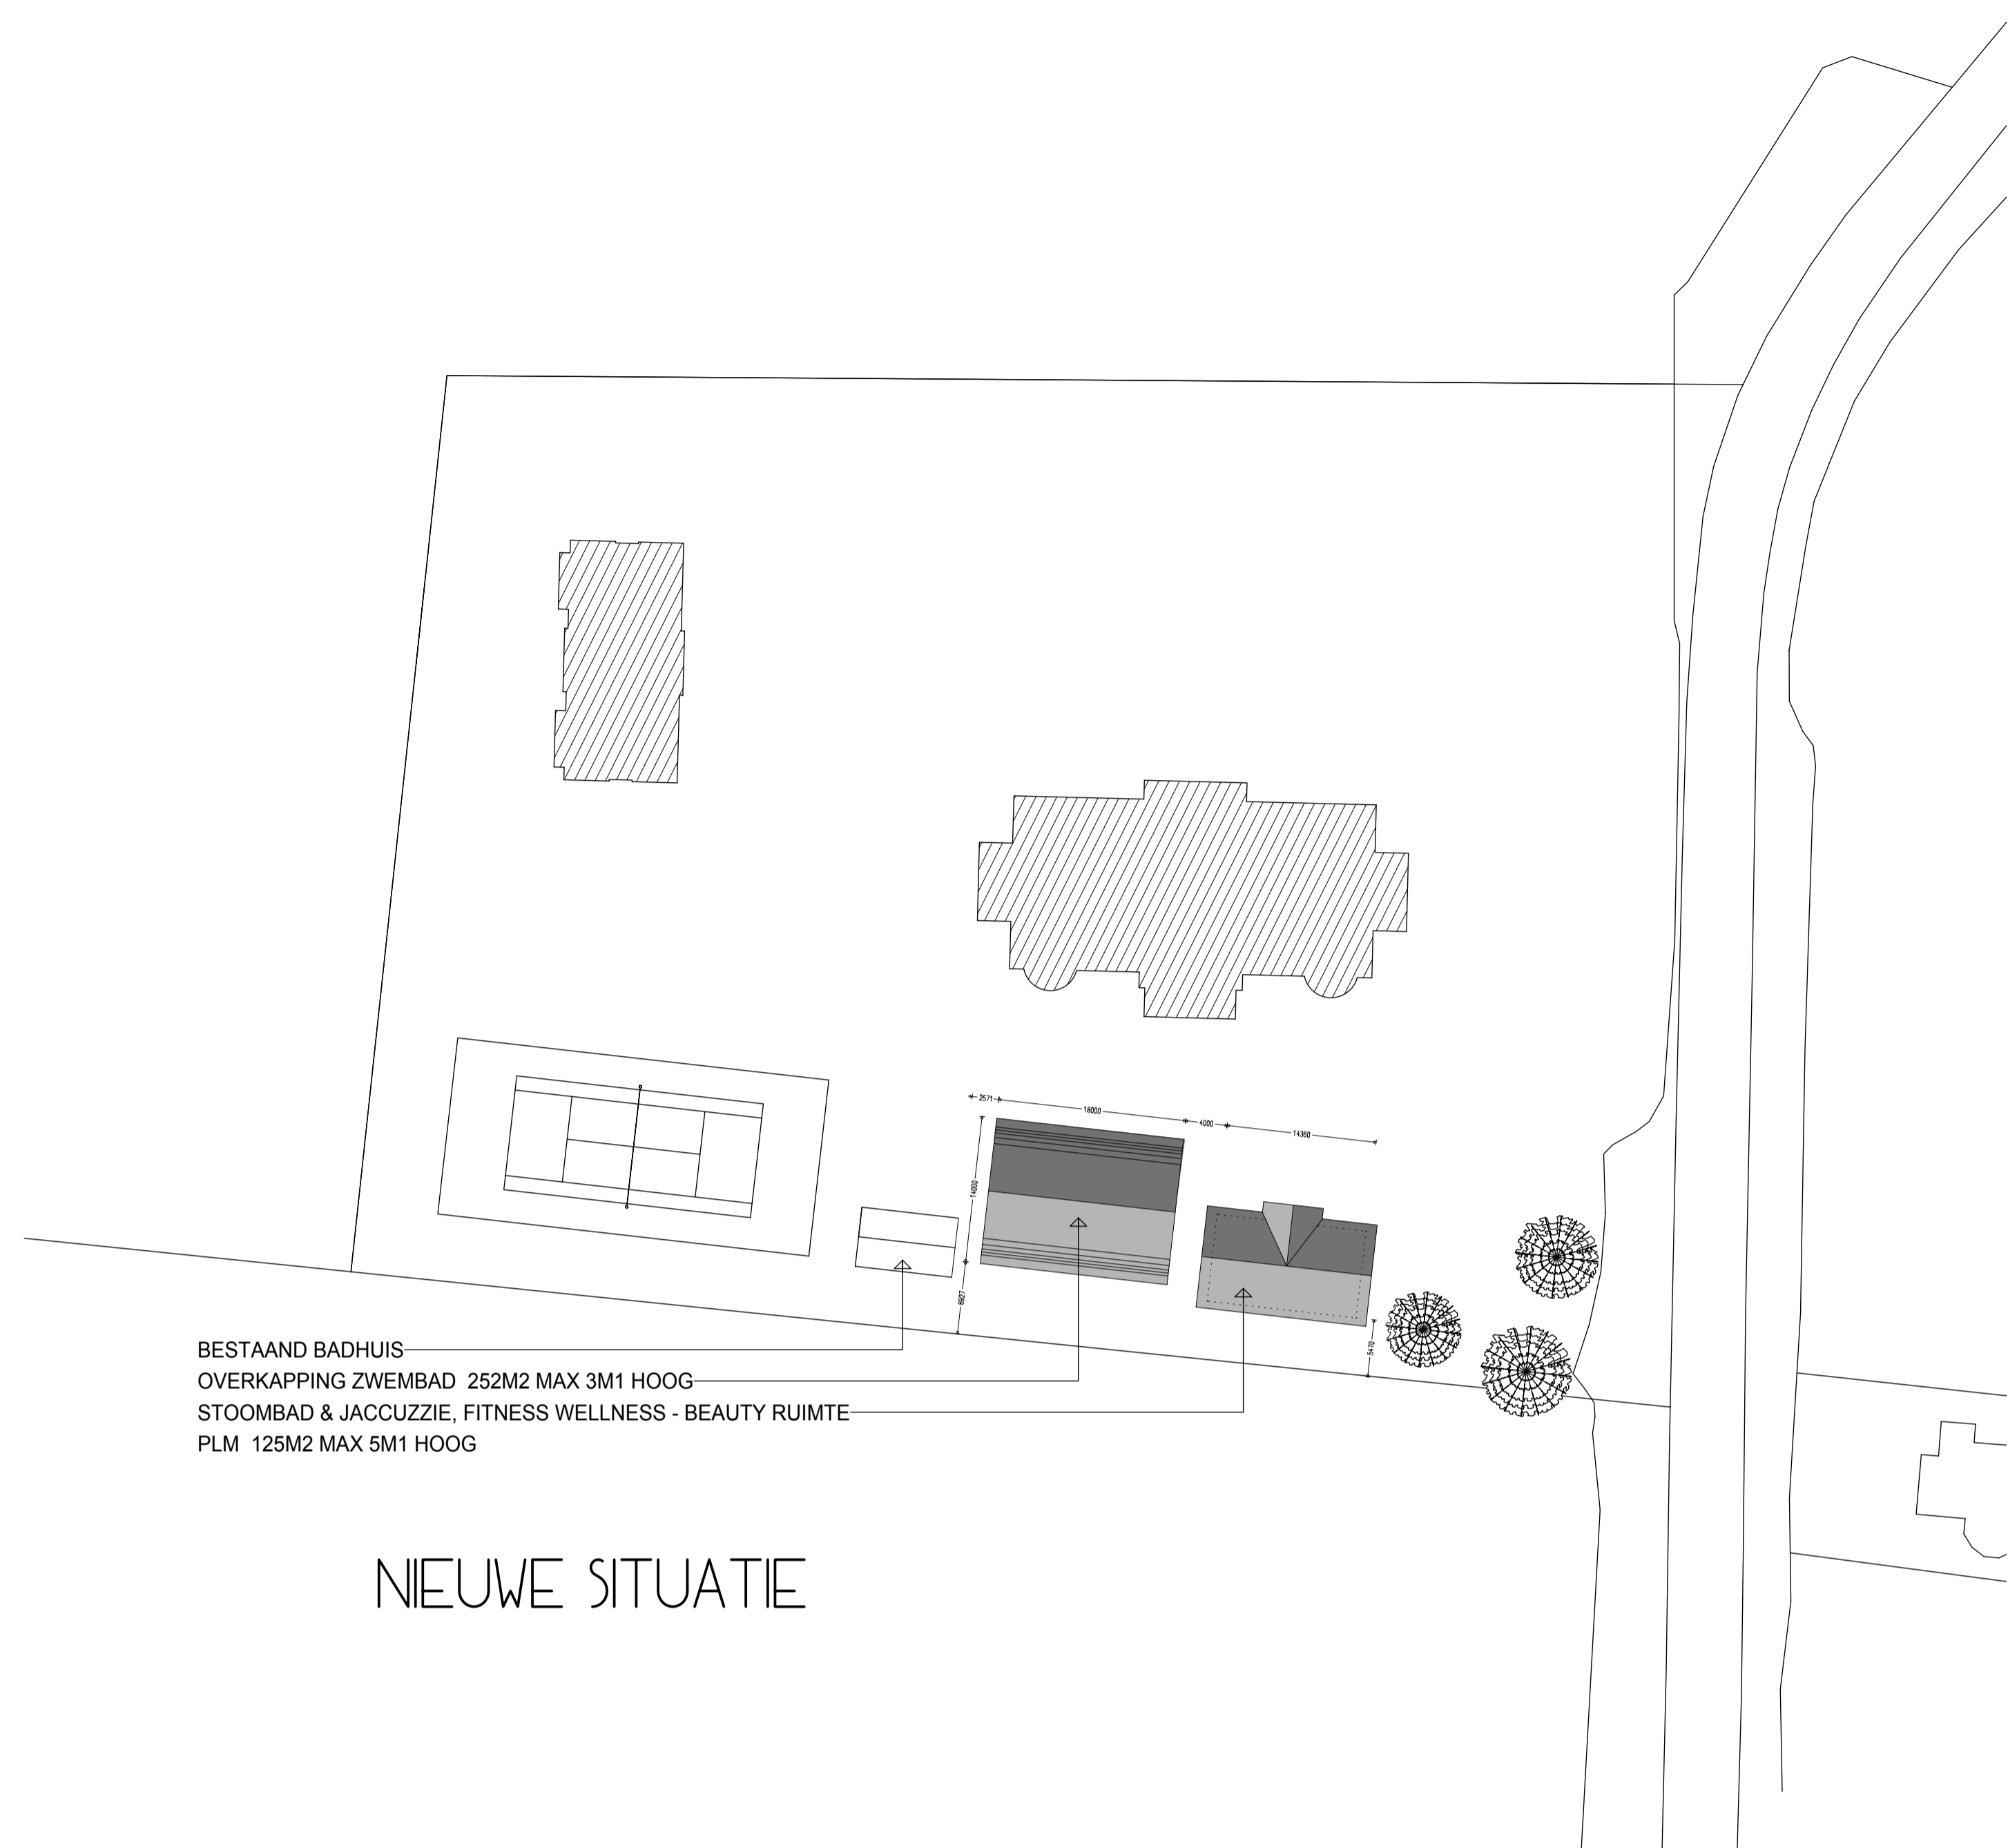 2571
18000
4000
14360
14000
6927
5470
BESTAAND BADHUIS
OVERKAPPING ZWEMBAD 252M2 MAX 3M1 HOOG
STOOMBAD & JACCUZZIE, FITNESS WELLNESS - BEAUTY RUIMTE
PLM 125M2 MAX 5M1 HOOG
NIEUWE SITUATIE